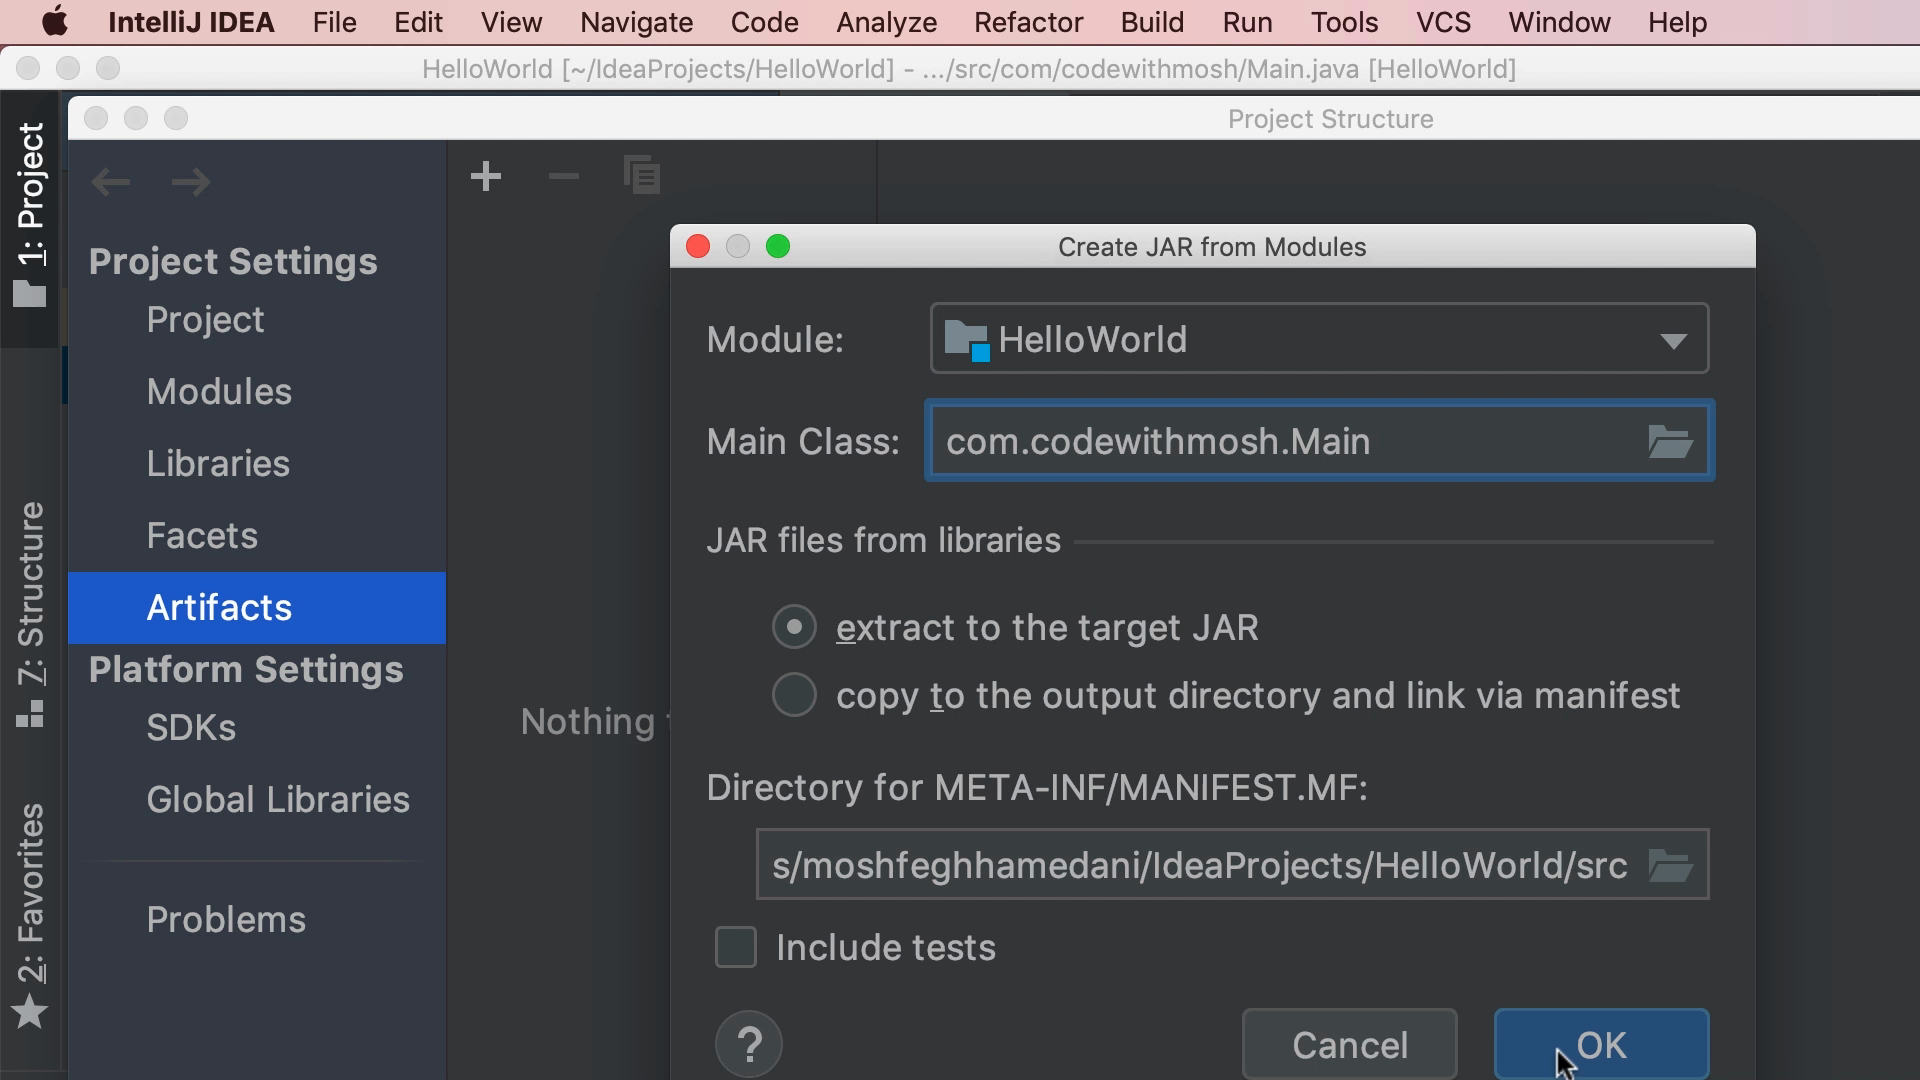 IntelliJ IDEA File Edit View Navigate Code Analyze Refactor Build Run Tools VCS Window Help
HelloWorld [~/IdeaProjects/HelloWorld] - .../src/com/codewithmosh/Main.java [HelloWorld]
Project Structure
1: Project
7: Structure
2: Favorites
Project Settings
Project
Modules
Libraries
Facets
Artifacts
Platform Settings
SDKs
Global Libraries
Problems
Nothing
Create JAR from Modules
Module: HelloWorld
Main Class: com.codewithmosh.Main
JAR files from libraries
extract to the target JAR
copy to the output directory and link via manifest
Directory for META-INF/MANIFEST.MF:
s/moshfeghhamedani/IdeaProjects/HelloWorld/src
Include tests
? Cancel OK